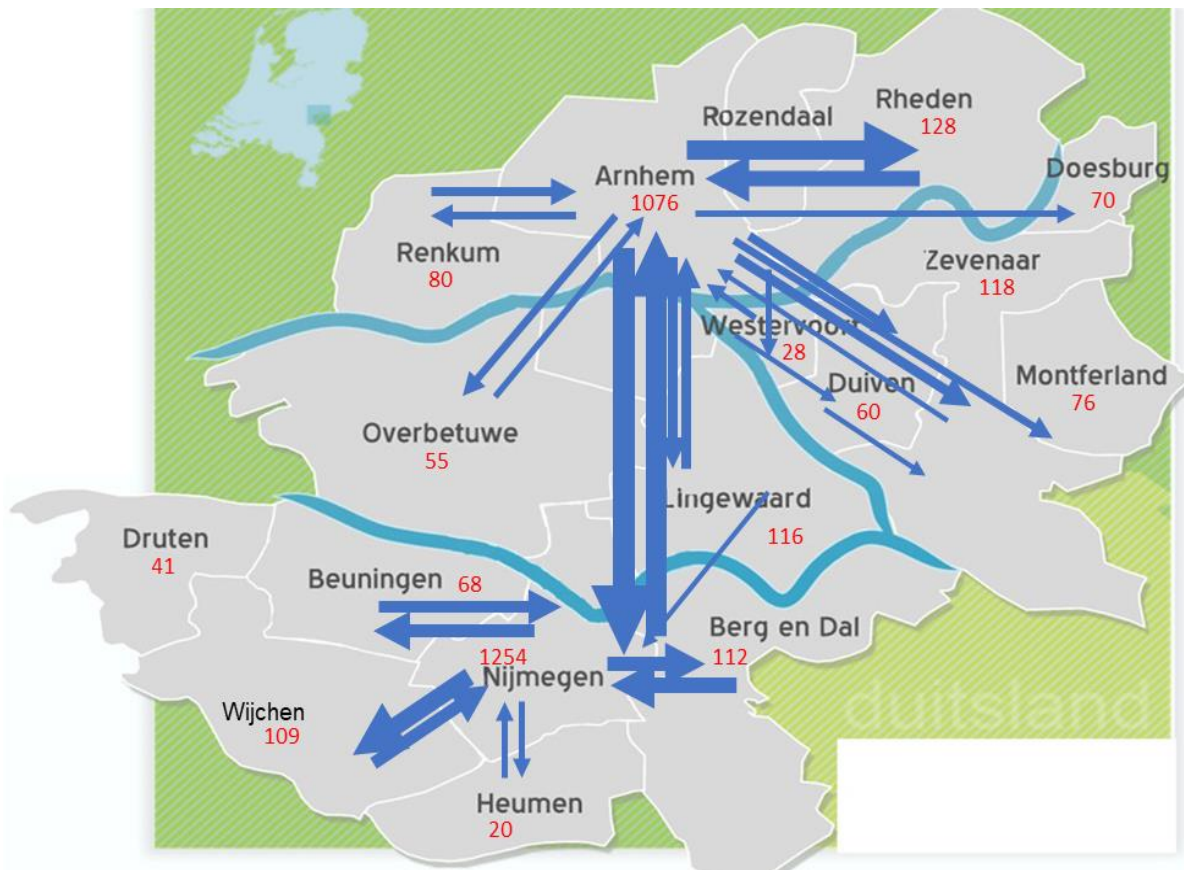 Rozendaal
Rheden
128
Doesburg
70
Arnhem
1076
Renkum
80
Zevenaar
118
Westervoort
28
Duiven
60
Montferland
76
Overbetuwe
55
Lingewaard
116
Druten
41
Beuningen 68
Berg en Dal
112
1254
Nijmegen
Wijchen
109
Heumen
20
duitsland